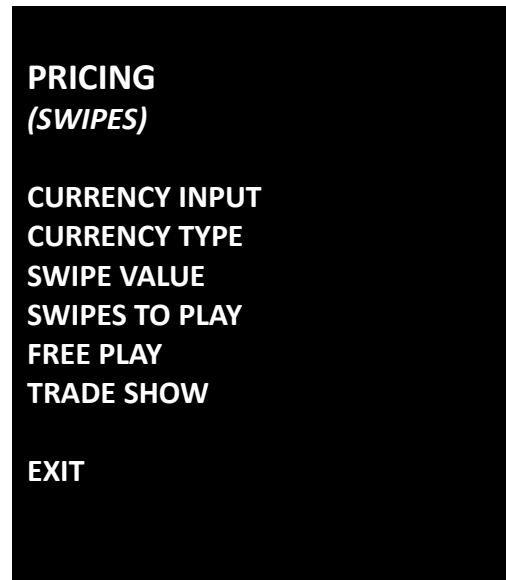 PRICING
(SWIPES)
CURRENCY INPUT
CURRENCY TYPE
SWIPE VALUE
SWIPES TO PLAY
FREE PLAY
TRADE SHOW
EXIT